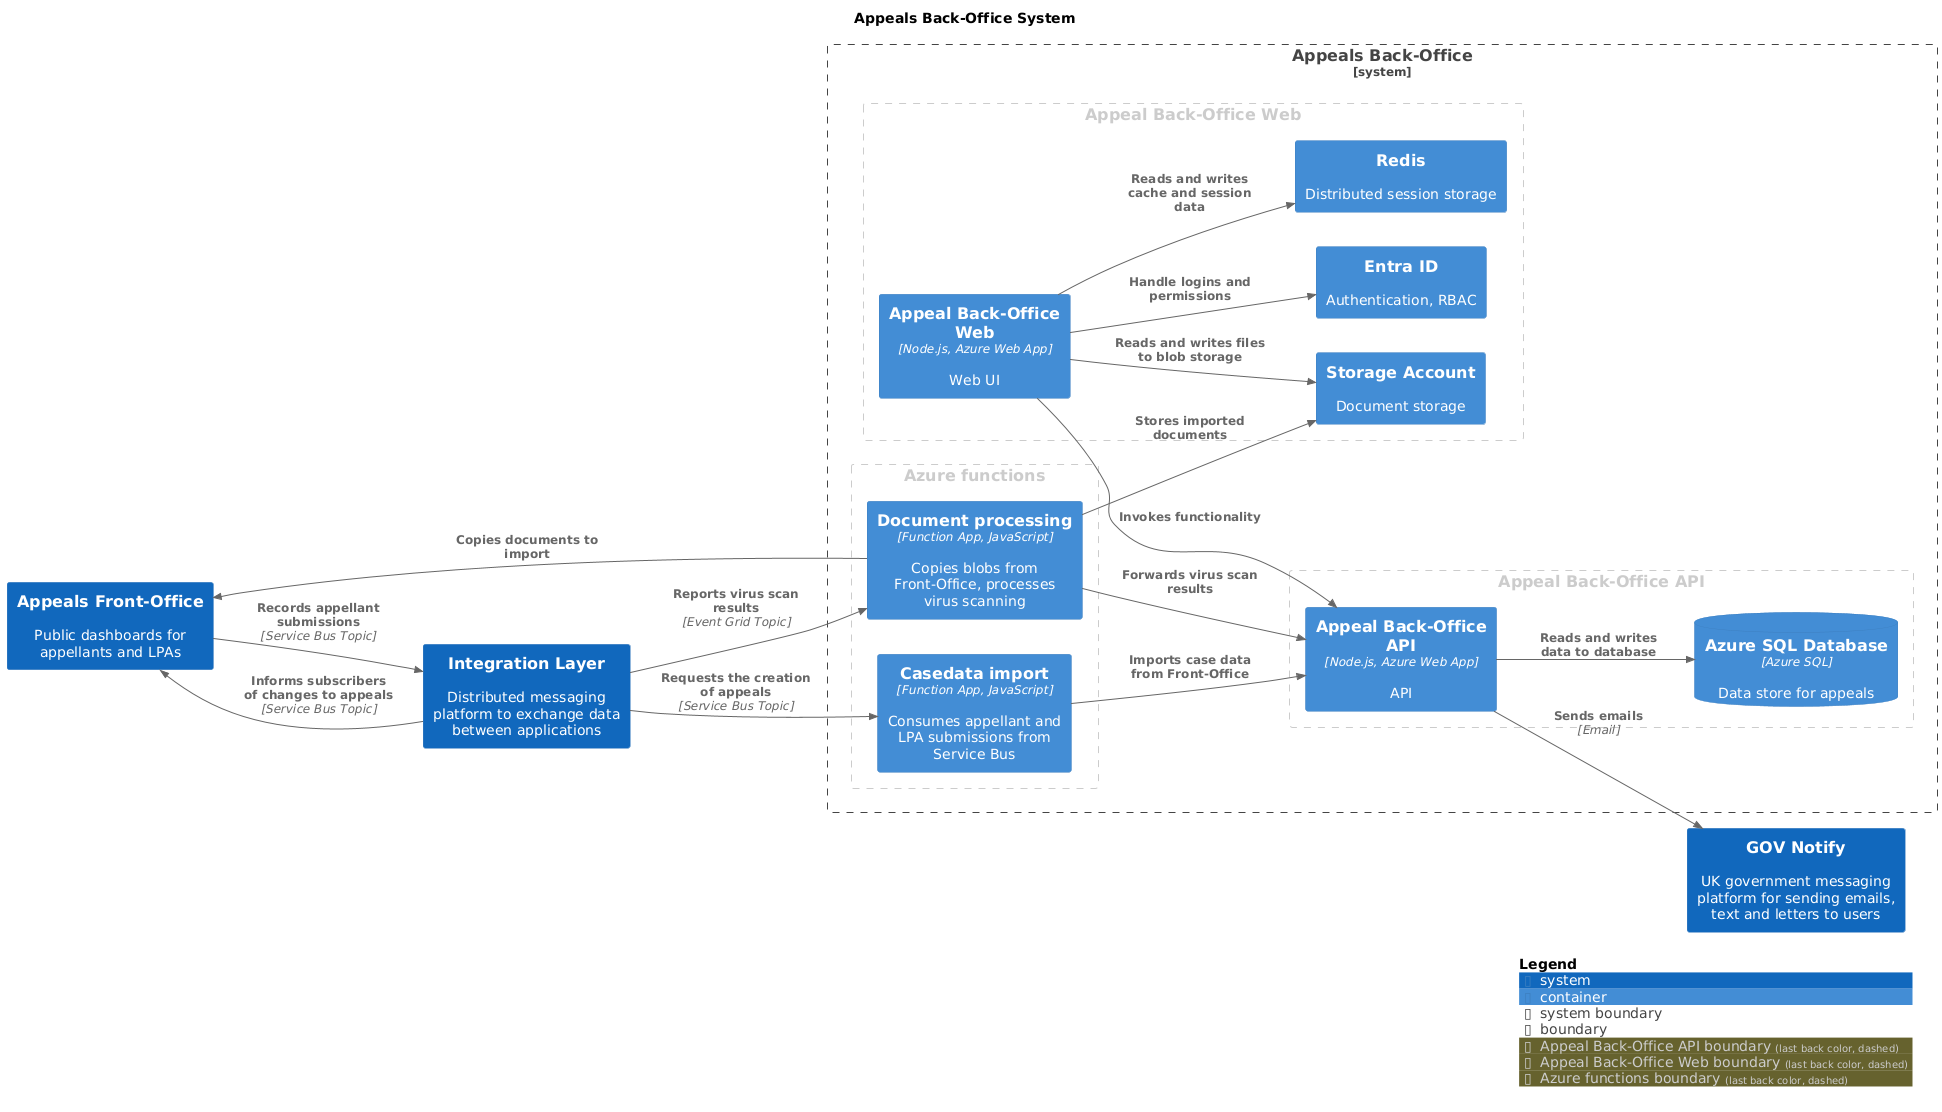 Appeals Back-Office System
Appeals Back-Office
[system]
Appeal Back-Office Web
Redis
Distributed session storage
Reads and writes
cache and session
data
Entra ID
Authentication, RBAC
Handle logins and
permissions
Appeal Back-Office
Web
[Node.js, Azure Web App]
Web UI
Reads and writes files
to blob storage
Storage Account
Document storage
Stores imported
documents
Azure functions
Document processing
[Function App, JavaScript]
Copies blobs from
Front-Office, processes
virus scanning
Invokes functionality
Copies documents to
import
Appeals Front-Office
Public dashboards for
appellants and LPAs
Records appellant
submissions
[Service Bus Topic]
Informs subscribers
of changes to appeals
[Service Bus Topic]
Integration Layer
Distributed messaging
platform to exchange data
between applications
Reports virus scan
results
[Event Grid Topic]
Requests the creation
of appeals
[Service Bus Topic]
Casedata import
[Function App, JavaScript]
Consumes appellant and
LPA submissions from
Service Bus
Forwards virus scan
results
Imports case data
from Front-Office
Appeal Back-Office API
Appeal Back-Office
API
[Node.js, Azure Web App]
API
Reads and writes
data to database
Azure SQL Database
[Azure SQL]
Data store for appeals
Sends emails
[Email]
GOV Notify
UK government messaging
platform for sending emails,
text and letters to users
Legend
system
container
system boundary
boundary
Appeal Back-Office API boundary (last back color, dashed)
Appeal Back-Office Web boundary (last back color, dashed)
Azure functions boundary (last back color, dashed)